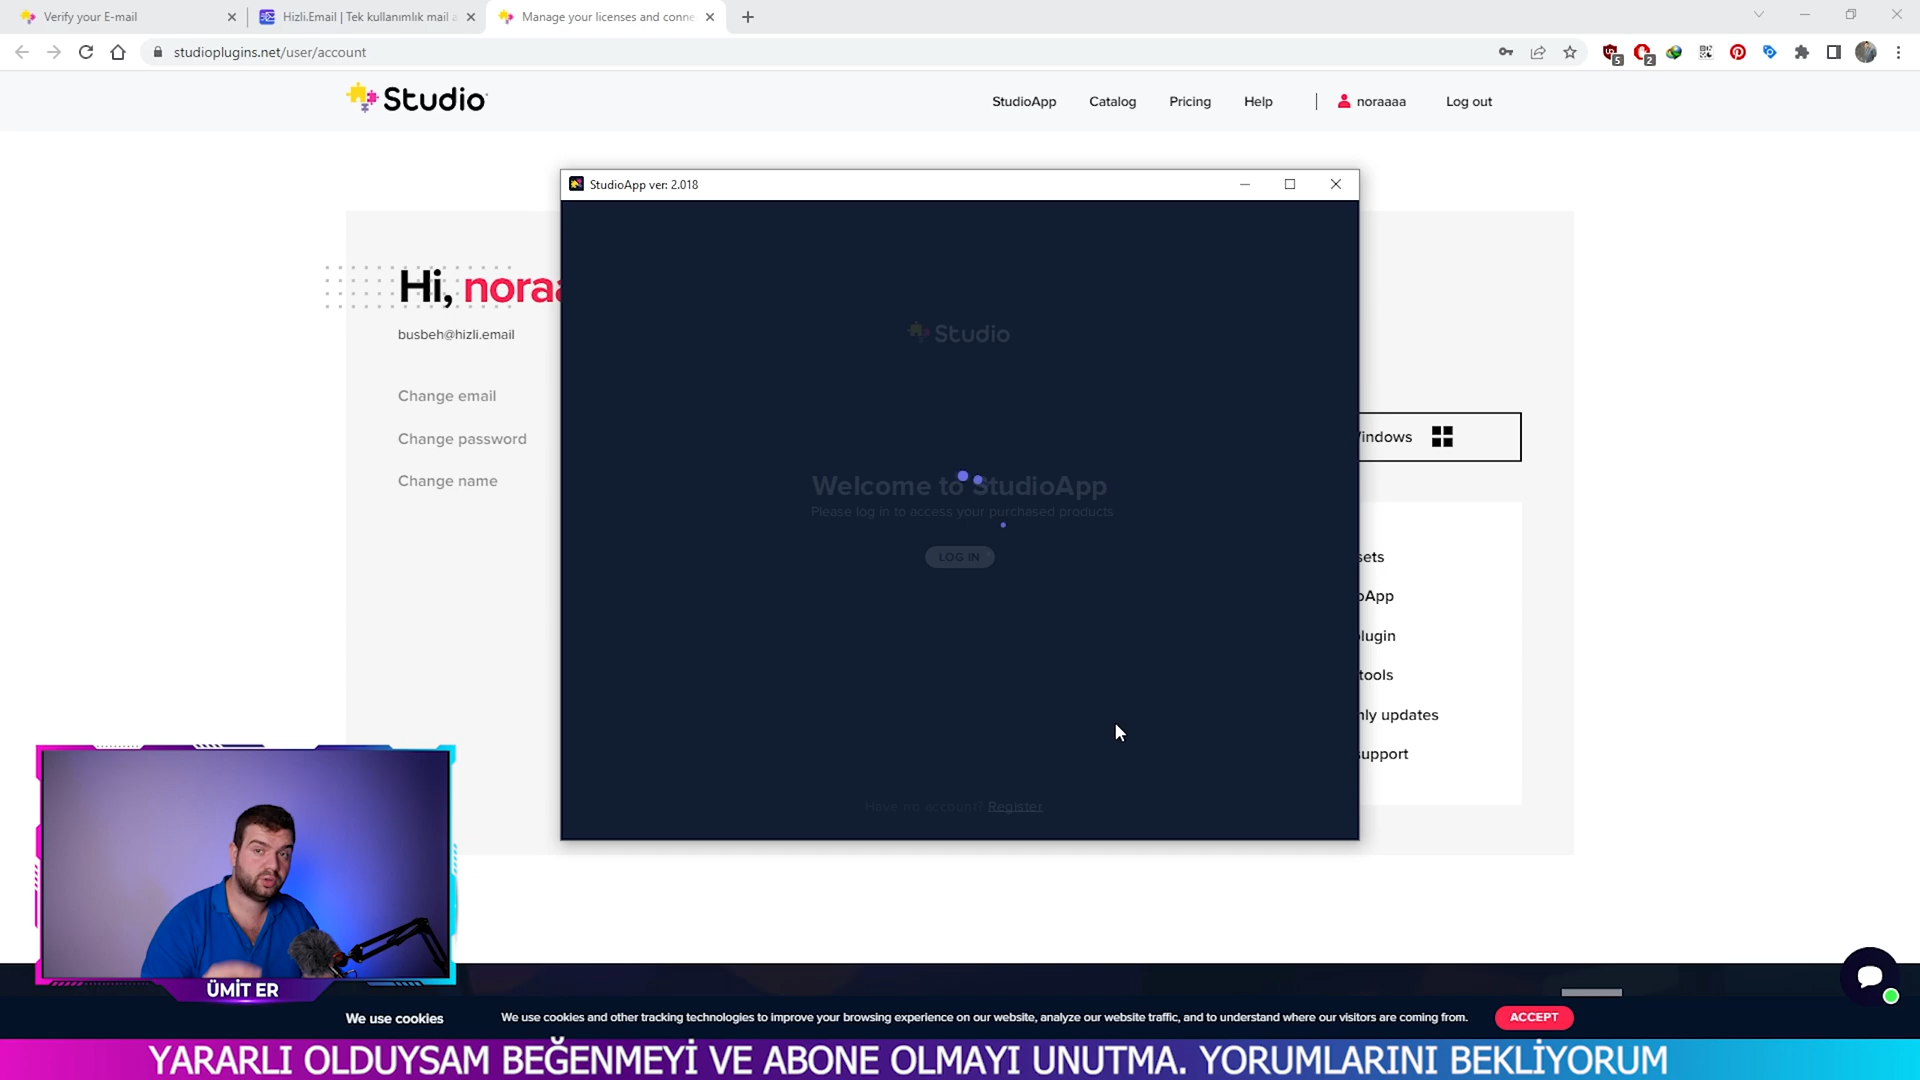 Verify your E-mail
Hizli.Email | Tek kullanımlık mail a
Manage your licenses and conne
studioplugins.net/user/account
5
2
Studio
StudioApp
Catalog
Pricing
Help
noraaaa
Log out
StudioApp ver: 2.018
Hi, noraa
busbeh@hizli.email
Change email
Change password
Change name
Studio
Welcome to StudioApp
Please log in to access your purchased products
LOG IN
Have no account? Register
indows
sets
App
lugin
tools
ly updates
support
ÜMİT ER
We use cookies
We use cookies and other tracking technologies to improve your browsing experience on our website, analyze our website traffic, and to understand where our visitors are coming from.
ACCEPT
YARARLI OLDUYSAM BEĞENMEYİ VE ABONE OLMAYI UNUTMA. YORUMLARINI BEKLİYORUM